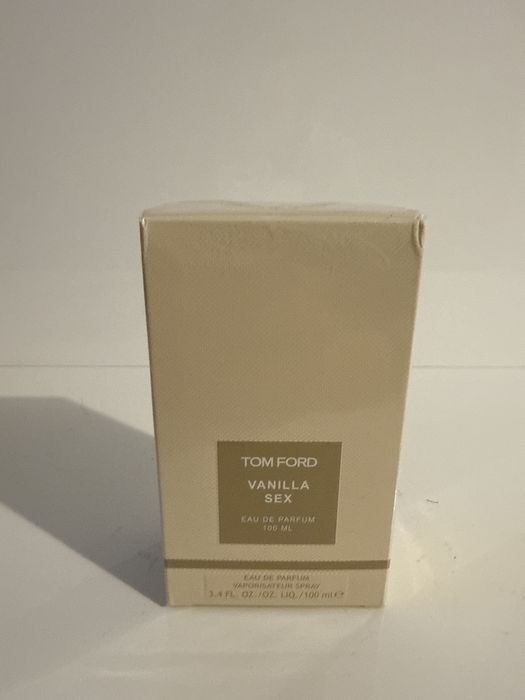 TOM FORD
VANILLA
SEX
EAU DE PARFUM
100 ML
EAU DE PARFUM
VAPORISATEUR SPRAY
3.4 FL. OZ./OZ. LIQ./100 ml ℮